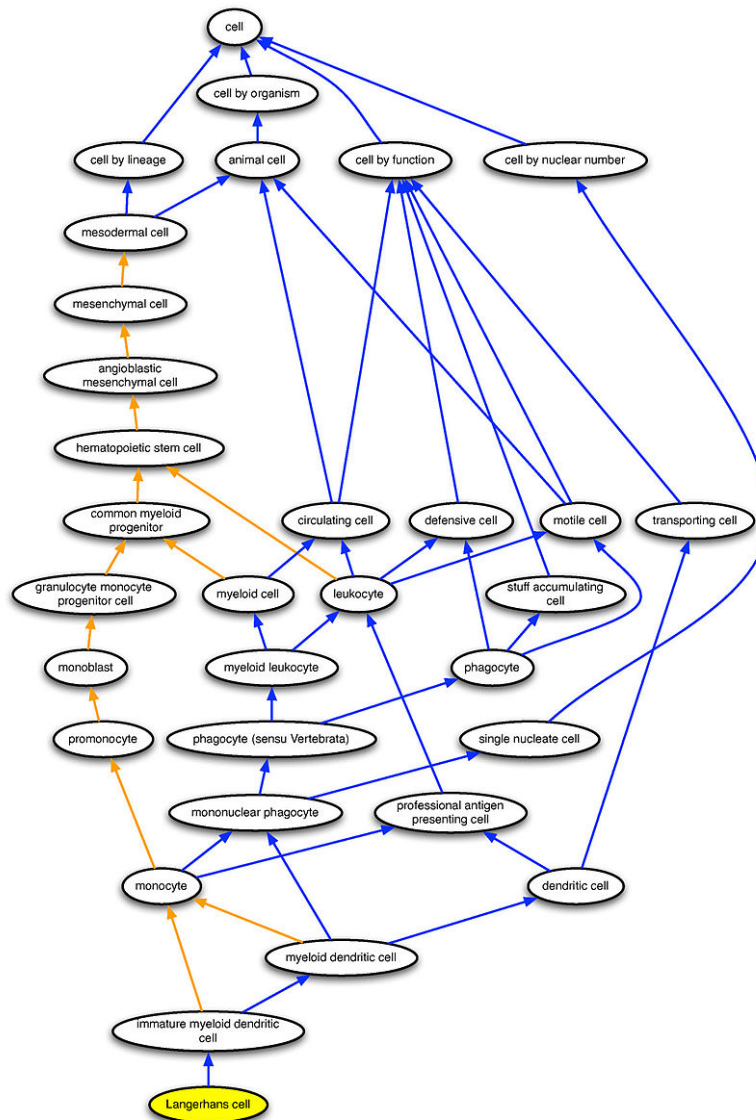 cell
cell by organism
cell by lineage
animal cell
cell by function
cell by nuclear number
mesodermal cell
mesenchymal cell
angioblastic
mesenchymal cell
hematopoietic stem cell
common myeloid
progenitor
circulating cell
defensive cell
motile cell
transporting cell
granulocyte monocyte
progenitor cell
myeloid cell
leukocyte
stuff accumulating
cell
monoblast
myeloid leukocyte
phagocyte
promonocyte
phagocyte (sensu Vertebrata)
single nucleate cell
mononuclear phagocyte
professional antigen
presenting cell
monocyte
dendritic cell
myeloid dendritic cell
immature myeloid dendritic
cell
Langerhans cell